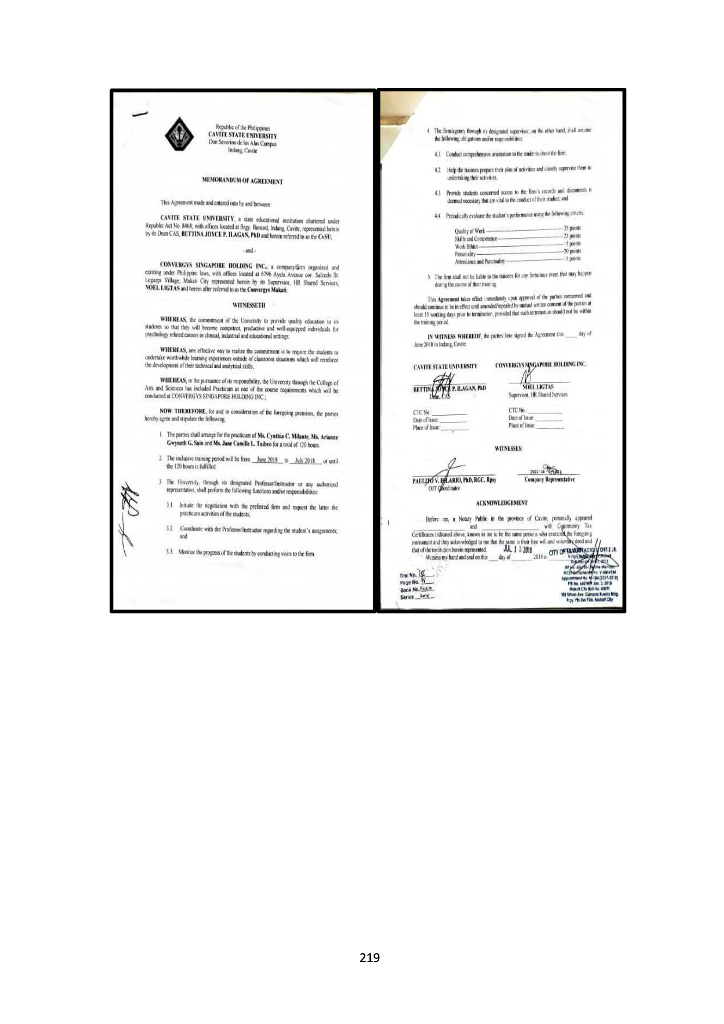 Republic of the Philippines
CAVITE STATE UNIVERSITY
Don Severino de las Alas Campus
Indang, Cavite
MEMORANDUM OF AGREEMENT
This Agreement made and entered into by and between:
CAVITE STATE UNIVERSITY, a state educational institution chartered under
Republic Act No. 8468, with offices located at Brgy. Bancod, Indang, Cavite, represented herein
by its Dean CAS, BETTINA JOYCE P. ILAGAN, PhD and herein referred to as the CvSU,
- and -
CONVERGYS SINGAPORE HOLDING INC., a company/firm organized and
existing under Philippine laws, with offices located at 6796 Ayala Avenue cor. Salcedo St.
Legazpi Village, Makati City represented herein by its Supervisor, HR Shared Services,
NOEL LIGTAS and herein after referred to as the Convergys Makati;
WITNESSETH
WHEREAS, the commitment of the University to provide quality education to its
students so that they will become competent, productive and well-equipped individuals for
psychology related careers in clinical, industrial and educational settings;
WHEREAS, one effective way to realize the commitment is to require the students to
undertake worthwhile learning experiences outside of classroom situations which will reinforce
the development of their technical and analytical skills;
WHEREAS, in the pursuance of its responsibility, the University through the College of
Arts and Sciences has included Practicum as one of the course requirements which will be
conducted at CONVERGYS SINGAPORE HOLDING INC.;
NOW THEREFORE, for and in consideration of the foregoing premises, the parties
hereby agree and stipulate the following:
1. The parties shall arrange for the practicum of Ms. Cynthia C. Milante, Ms. Arianne
Gwyneth G. Sain and Ms. Jane Camille L. Tuibeo for a total of 120 hours.
2. The inclusive training period will be from June 2018 to July 2018 or until
the 120 hours is fulfilled
3. The University, through its designated Professor/Instructor or any authorized
representative, shall perform the following functions and/or responsibilities:
3.1 Initiate the negotiation with the preferred firm and request the latter the
practicum activities of the students;
3.2. Coordinate with the Professor/Instructor regarding the student's assignments;
and
3.3 Monitor the progress of the students by conducting visits to the firm.
4. The firm/agency through its designated supervisor, on the other hand, shall assume
the following obligations and/or responsibilities:
4.1 Conduct comprehensive orientation to the students about the firm.
4.2 Help the trainees prepare their plan of activities and closely supervise them in
undertaking their activities.
4.3 Provide students concerned access to the firm's records and documents is
deemed necessary that are vital to the conduct of their studies; and
4.4 Periodically evaluate the student's performance using the following criteria:
Quality of Work 35 points
Skills and Competence 25 points
Work Ethics 15 points
Personality 20 points
Attendance and Punctuality 5 points
5. The firm shall not be liable to the trainees for any fortuitous event that may happen
during the course of their training.
This Agreement takes effect immediately upon approval of the parties concerned and
should continue to be in effect until amended/repealed by mutual written consent of the parties at
least 15 working days prior to termination, provided that such termination should not be within
the training period.
IN WITNESS WHEREOF, the parties have signed the Agreement this ____ day of
June 2018 in Indang, Cavite.
CAVITE STATE UNIVERSITY CONVERGYS SINGAPORE HOLDING INC.
BETTINA JOYCE P. ILAGAN, PhD NOEL LIGTAS
Dean, CAS Supervisor, HR Shared Services
CTC No. CTC No.
Date of Issue Date of Issue
Place of Issue Place of Issue
WITNESSES:
HILARIO, PhD, RGC, Rpsy Company Representative
OJT Coordinator
ACKNOWLEDGEMENT
Before me, a Notary Public in the province of Cavite, personally appeared
and with Community Tax
Certificates indicated above, known to me to be the same persons who executed the foregoing
instrument and they acknowledged to me that the same is their free will and voluntary deed and
that of the institution herein represented.
Witness my hand and seal on this ____ day of 2018 in
Doc No.
Page No.
Book No.
Series
219